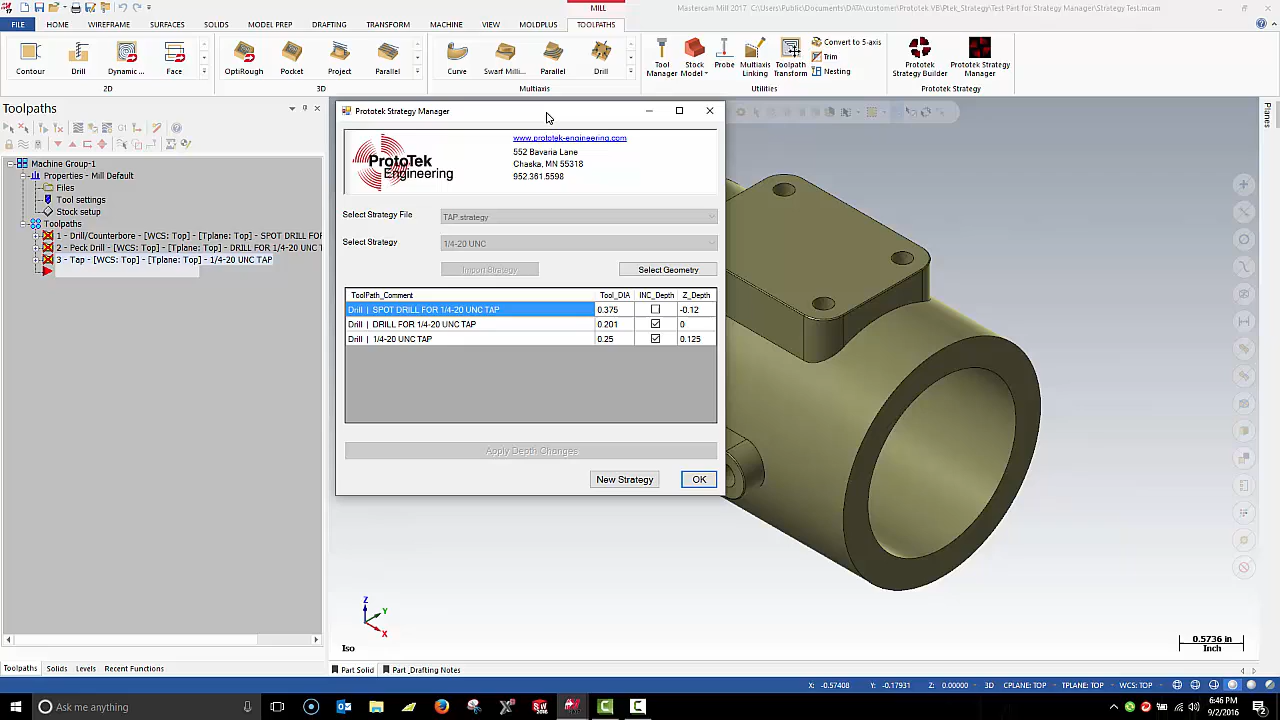 MILL
Mastercam Mill 2017 - C:\Users\Public\Documents\DATA\customer\Prototek VB\Ptek_Strategy\Test Part for Strategy Manager\Strategy Test.mcam
FILE HOME WIREFRAME SURFACES SOLIDS MODEL PREP DRAFTING TRANSFORM MACHINE VIEW MOLDPLUS TOOLPATHS
Contour Drill Dynamic ... Face OptiRough Pocket Project Parallel Curve Swarf Milli... Parallel Drill Tool Manager Stock Model Probe Multiaxis Linking Toolpath Transform Convert to 5-axis Trim Nesting Prototek Strategy Builder Prototek Strategy Manager
2D 3D Multiaxis Utilities Prototek Strategy
Toolpaths
G1
Machine Group-1
Properties - Mill Default
Files
Tool settings
Stock setup
Toolpaths
1 - Drill/Counterbore - [WCS: Top] - [Tplane: Top] - SPOT DRILL FOR 1/4-20 UNC T
2 - Peck Drill - [WCS: Top] - [Tplane: Top] - DRILL FOR 1/4-20 UNC T
3 - Tap - [WCS: Top] - [Tplane: Top] - 1/4-20 UNC TAP
Prototek Strategy Manager
ProtoTek Engineering
www.prototek-engineering.com
552 Bavaria Lane
Chaska, MN 55318
952.361.5598
Select Strategy File TAP.strategy
Select Strategy 1/4-20 UNC
Import Strategy Select Geometry
ToolPath_Comment Tool_DIA INC_Depth Z_Depth
Drill | SPOT DRILL FOR 1/4-20 UNC TAP 0.375 -0.12
Drill | DRILL FOR 1/4-20 UNC TAP 0.201 0
Drill | 1/4-20 UNC TAP 0.25 0.125
Apply Depth Changes
New Strategy OK
Planes
Z
Y
X
Iso
0.5736 in
Inch
Toolpaths Solids Levels Recent Functions
Part Solid Part_Drafting Notes
X: -0.57408 Y: -0.17931 Z: 0.00000 3D CPLANE: TOP TPLANE: TOP WCS: TOP
Ask me anything
6:46 PM
9/2/2016